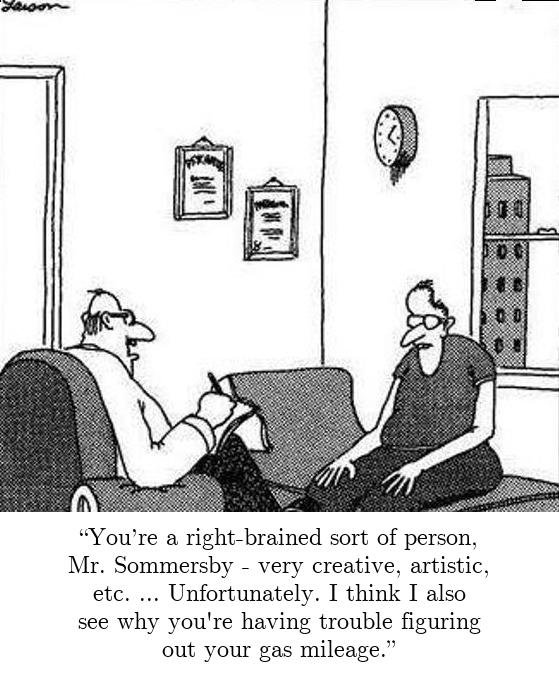 Larson
“You're a right-brained sort of person,
Mr. Sommersby - very creative, artistic,
etc. ... Unfortunately. I think I also
see why you're having trouble figuring
out your gas mileage.”